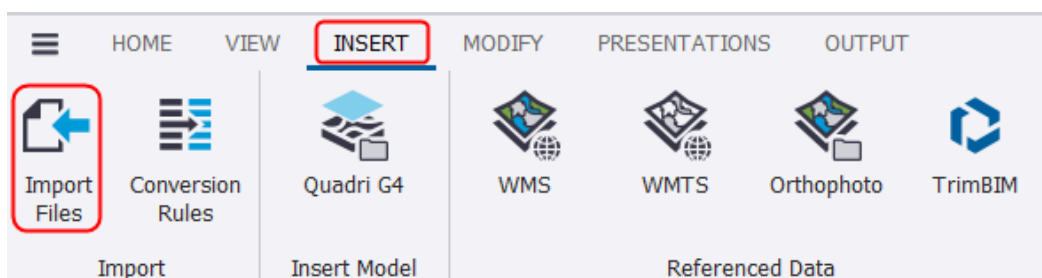 HOME VIEW INSERT MODIFY PRESENTATIONS OUTPUT
Import Files
Conversion Rules
Quadri G4
WMS
WMTS
Orthophoto
TrimBIM
Import
Insert Model
Referenced Data